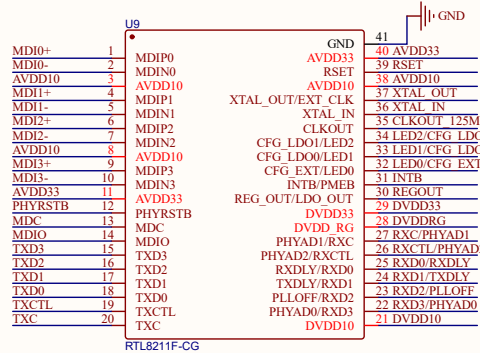 U9
GND
MDI0+ 1 MDIP0
MDI0- 2 MDIN0
AVDD10 3 AVDD10
MDI1+ 4 MDIP1
MDI1- 5 MDIN1
MDI2+ 6 MDIP2
MDI2- 7 MDIN2
AVDD10 8 AVDD10
MDI3+ 9 MDIP3
MDI3- 10 MDIN3
AVDD33 11 AVDD33
PHYRSTB 12 PHYRSTB
MDC 13 MDC
MDIO 14 MDIO
TXD3 15 TXD3
TXD2 16 TXD2
TXD1 17 TXD1
TXD0 18 TXD0
TXCTL 19 TXCTL
TXC 20 TXC
GND 41
AVDD33 40 AVDD33
RSET 39 RSET
AVDD10 38 AVDD10
XTAL_OUT/EXT_CLK 37 XTAL_OUT
XTAL_IN 36 XTAL_IN
CLKOUT 35 CLKOUT_125M
CFG_LDO1/LED2 34 LED2/CFG_LDO
CFG_LDO0/LED1 33 LED1/CFG_LDO
CFG_EXT/LED0 32 LED0/CFG_EXT
INTB/PMEB 31 INTB
REG_OUT/LDO_OUT 30 REGOUT
DVDD33 29 DVDD33
DVDD_RG 28 DVDDRG
PHYAD1/RXC 27 RXC/PHYAD1
PHYAD2/RXCTL 26 RXCTL/PHYAD2
RXDLY/RXD0 25 RXD0/RXDLY
TXDLY/RXD1 24 RXD1/TXDLY
PLLOFF/RXD2 23 RXD2/PLLOFF
PHYAD0/RXD3 22 RXD3/PHYAD0
DVDD10 21 DVDD10
RTL8211F-CG